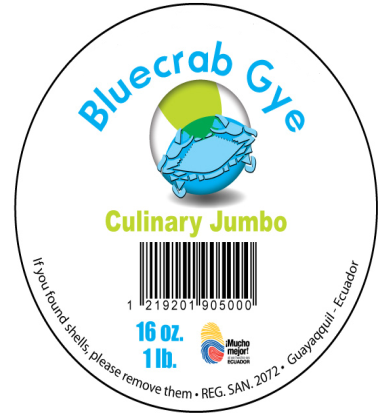 Bluecrab Gye
Culinary Jumbo
1 219201 905000
16 oz.
1 lb.
¡Mucho
mejor!
ECUADOR
If you found shells, please remove them • REG. SAN. 2072 • Guayaqquil - Ecuador